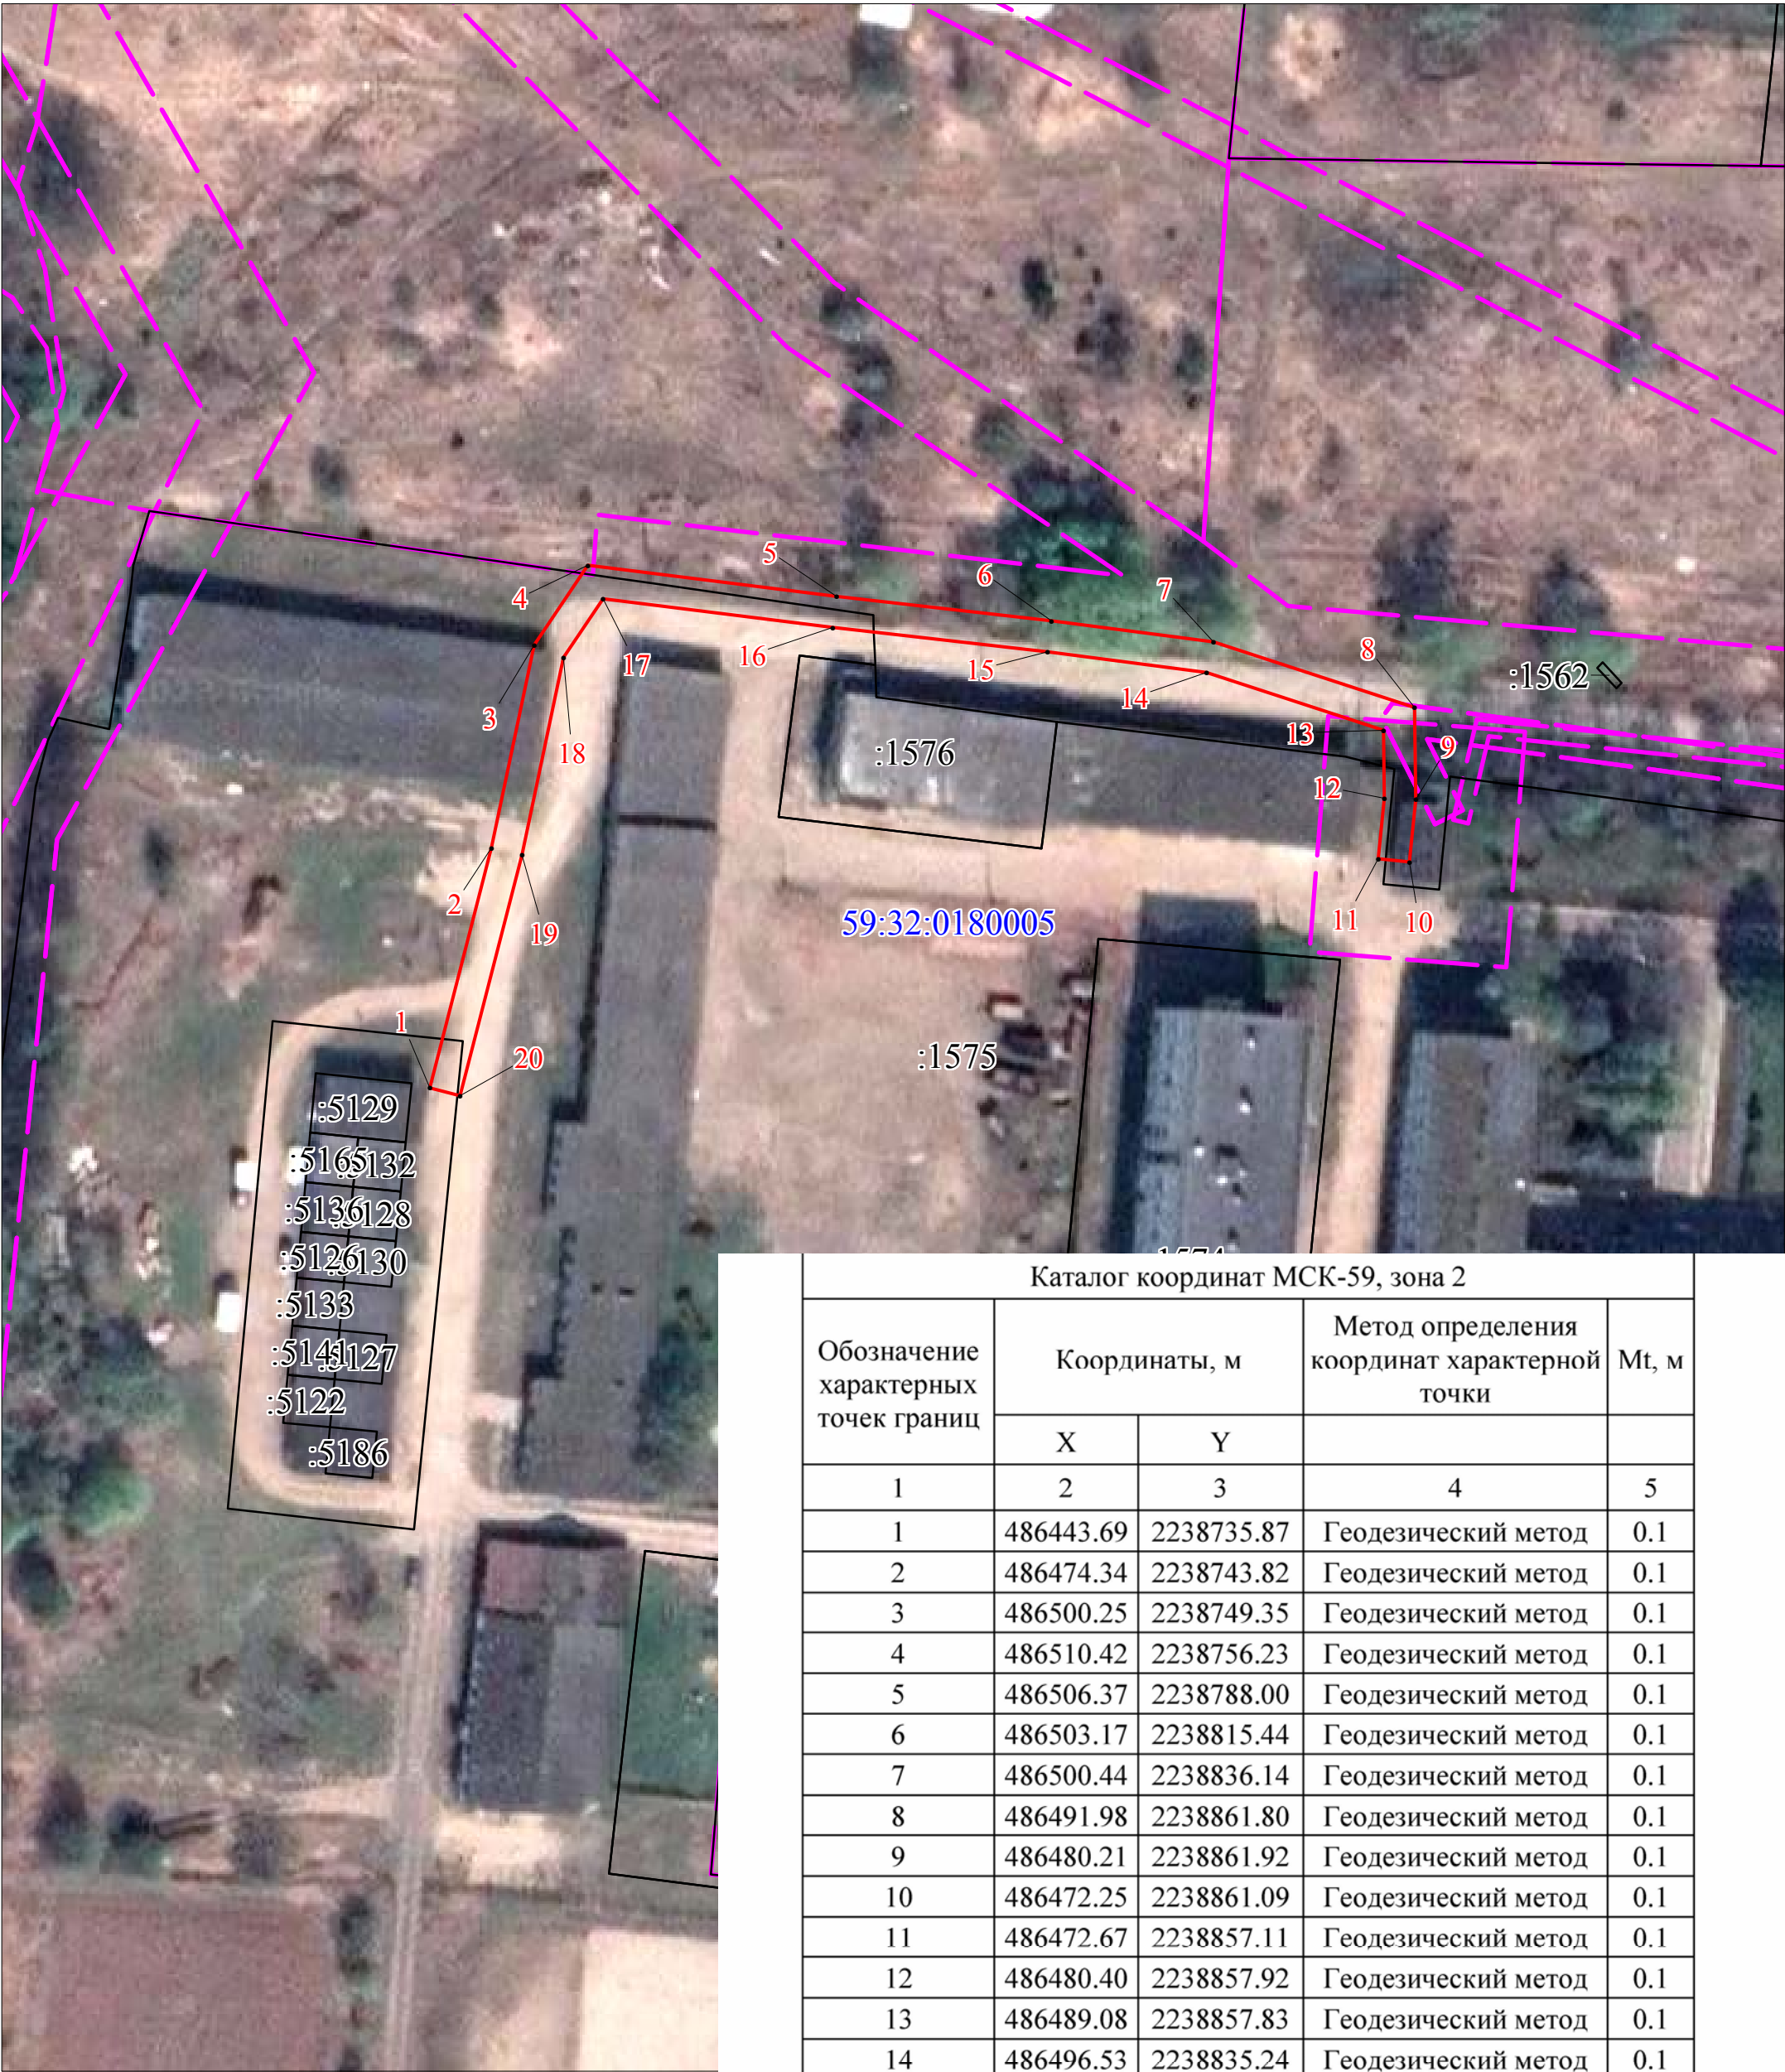 5
4
6
7
8
17
16
15
14
:1562
3
13
9
18
:1576
12
2
19
59:32:0180005
11
10
1
20
:1575
:5129
:5165
:5132
:5136
:5128
:5126
:5130
:5133
:5141
:5127
:5122
:5186
Каталог координат МСК-59, зона 2
Обозначение характерных точек границ
Координаты, м
Метод определения координат характерной точки
Mt, м
X Y
1 2 3 4 5
1 486443.69 2238735.87 Геодезический метод 0.1
2 486474.34 2238743.82 Геодезический метод 0.1
3 486500.25 2238749.35 Геодезический метод 0.1
4 486510.42 2238756.23 Геодезический метод 0.1
5 486506.37 2238788.00 Геодезический метод 0.1
6 486503.17 2238815.44 Геодезический метод 0.1
7 486500.44 2238836.14 Геодезический метод 0.1
8 486491.98 2238861.80 Геодезический метод 0.1
9 486480.21 2238861.92 Геодезический метод 0.1
10 486472.25 2238861.09 Геодезический метод 0.1
11 486472.67 2238857.11 Геодезический метод 0.1
12 486480.40 2238857.92 Геодезический метод 0.1
13 486489.08 2238857.83 Геодезический метод 0.1
14 486496.53 2238835.24 Геодезический метод 0.1